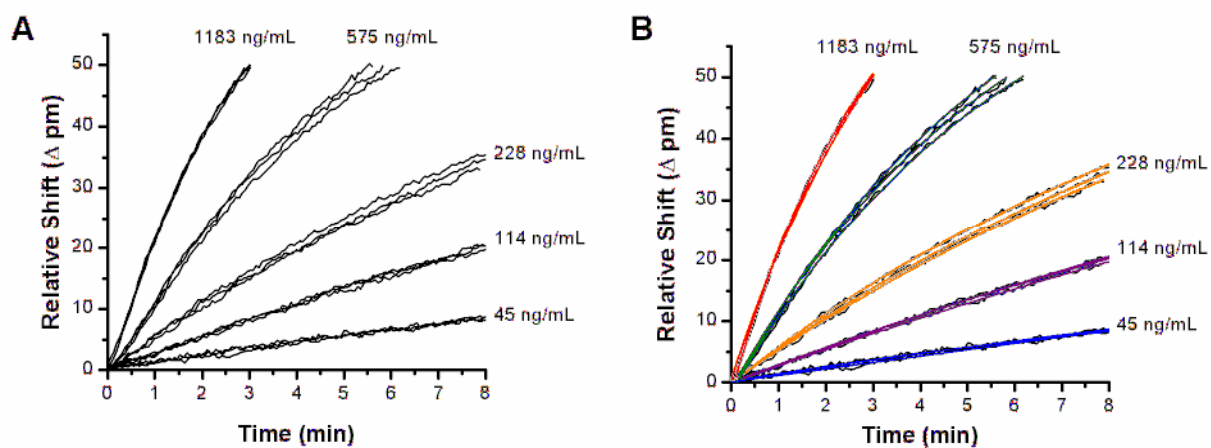 A
1183 ng/mL 575 ng/mL
50
40
30
20
10
0
228 ng/mL
114 ng/mL
45 ng/mL
0 1 2 3 4 5 6 7 8
Time (min)
Relative Shift (Δ pm)
B
1183 ng/mL 575 ng/mL
50
40
30
20
10
0
228 ng/mL
114 ng/mL
45 ng/mL
0 1 2 3 4 5 6 7 8
Time (min)
Relative Shift (Δ pm)